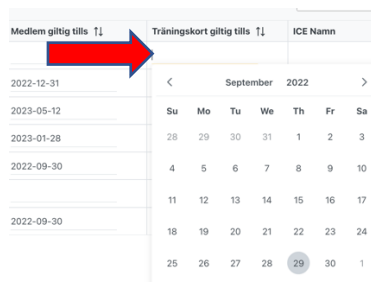 Medlem giltig tills ↑↓ Träningskort giltig tills ↑↓ ICE Namn
2022-12-31
2023-05-12
2023-01-28
2022-09-30
2022-09-30
< September 2022 >
Su Mo Tu We Th Fr Sa
28 29 30 31 1 2 3
4 5 6 7 8 9 10
11 12 13 14 15 16 17
18 19 20 21 22 23 24
25 26 27 28 29 30 1